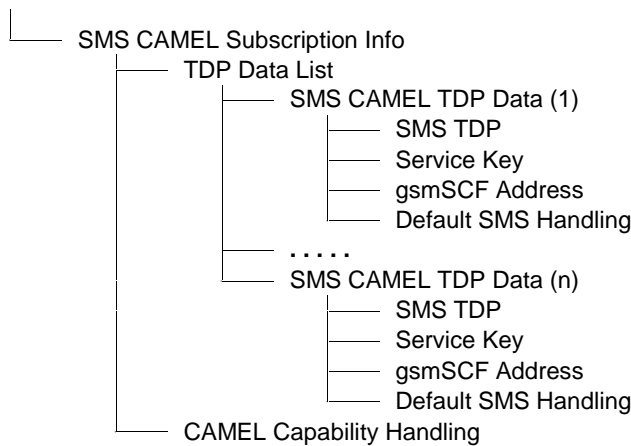 SMS CAMEL Subscription Info
TDP Data List
SMS CAMEL TDP Data (1)
SMS TDP
Service Key
gsmSCF Address
Default SMS Handling
. . . . .
SMS CAMEL TDP Data (n)
SMS TDP
Service Key
gsmSCF Address
Default SMS Handling
CAMEL Capability Handling